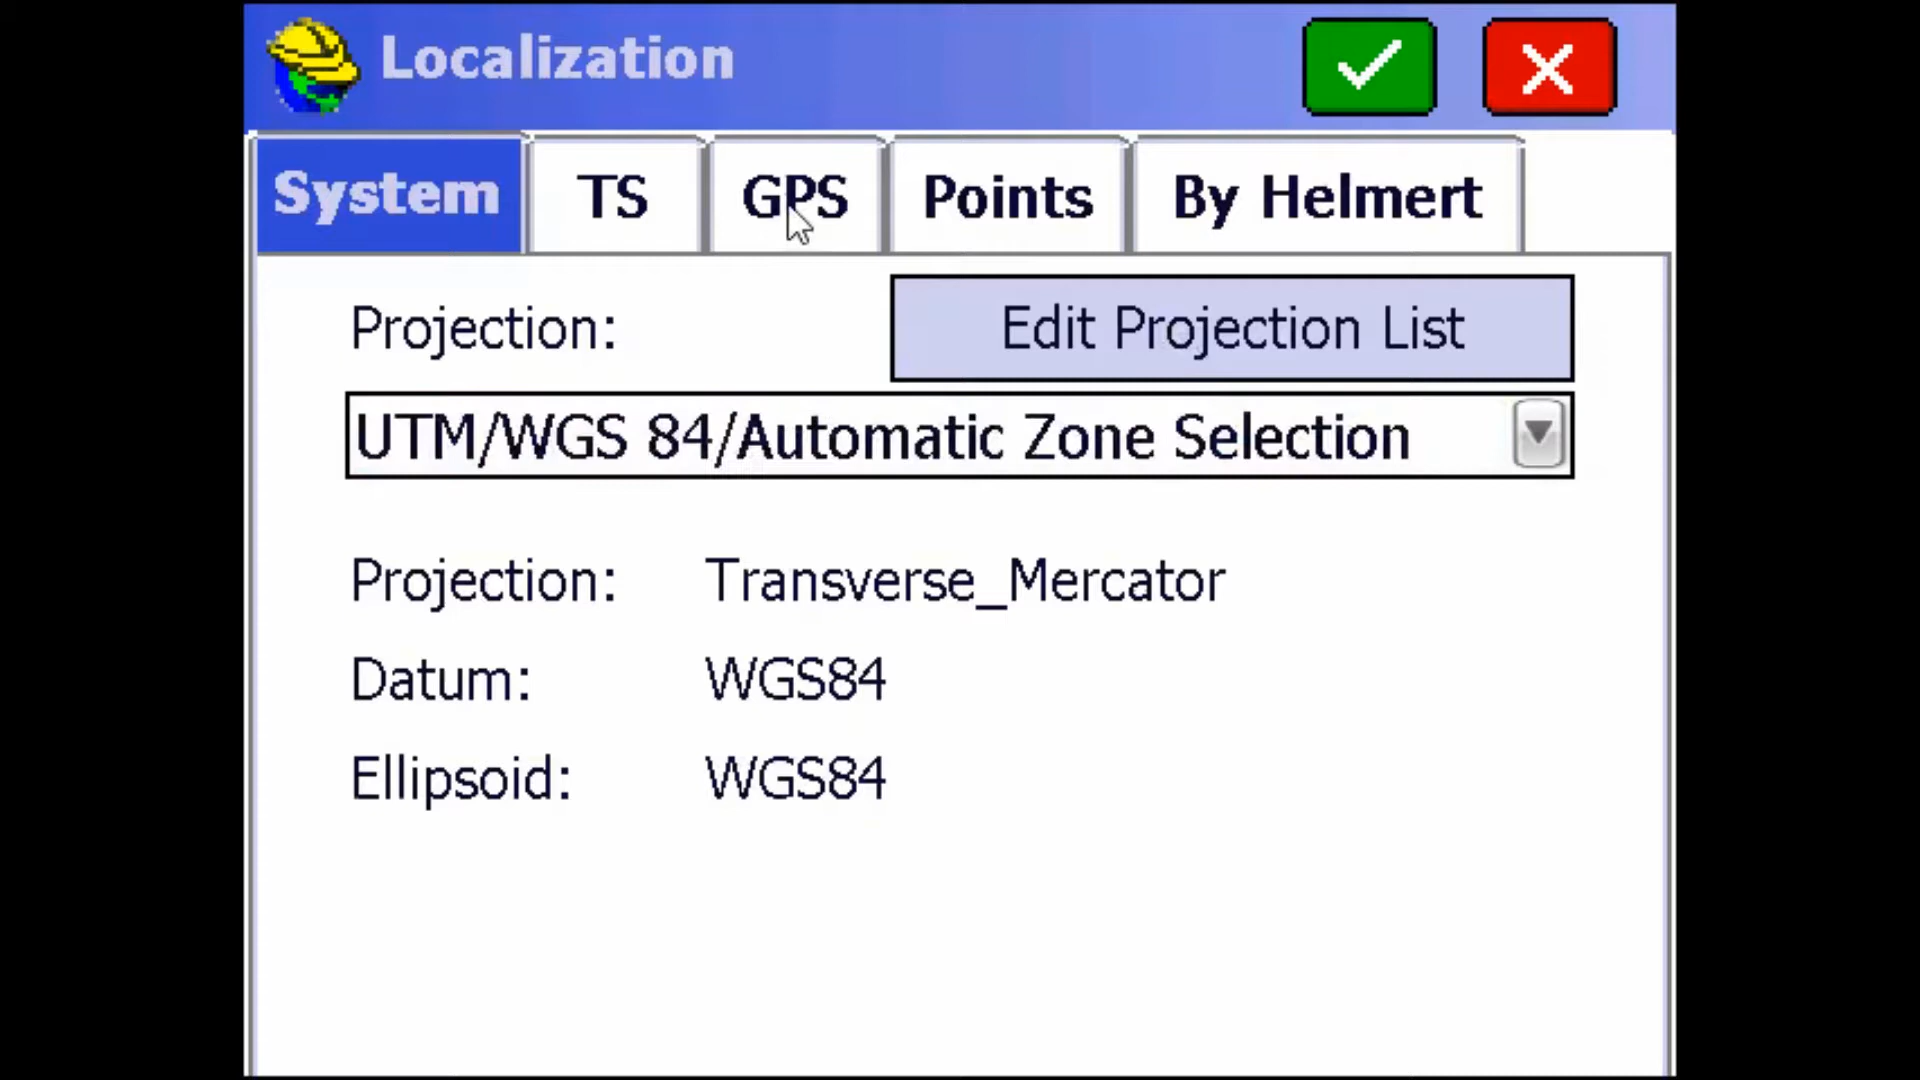 Localization
System TS GPS Points By Helmert
Projection: Edit Projection List
UTM/WGS 84/Automatic Zone Selection
Projection: Transverse_Mercator
Datum: WGS84
Ellipsoid: WGS84